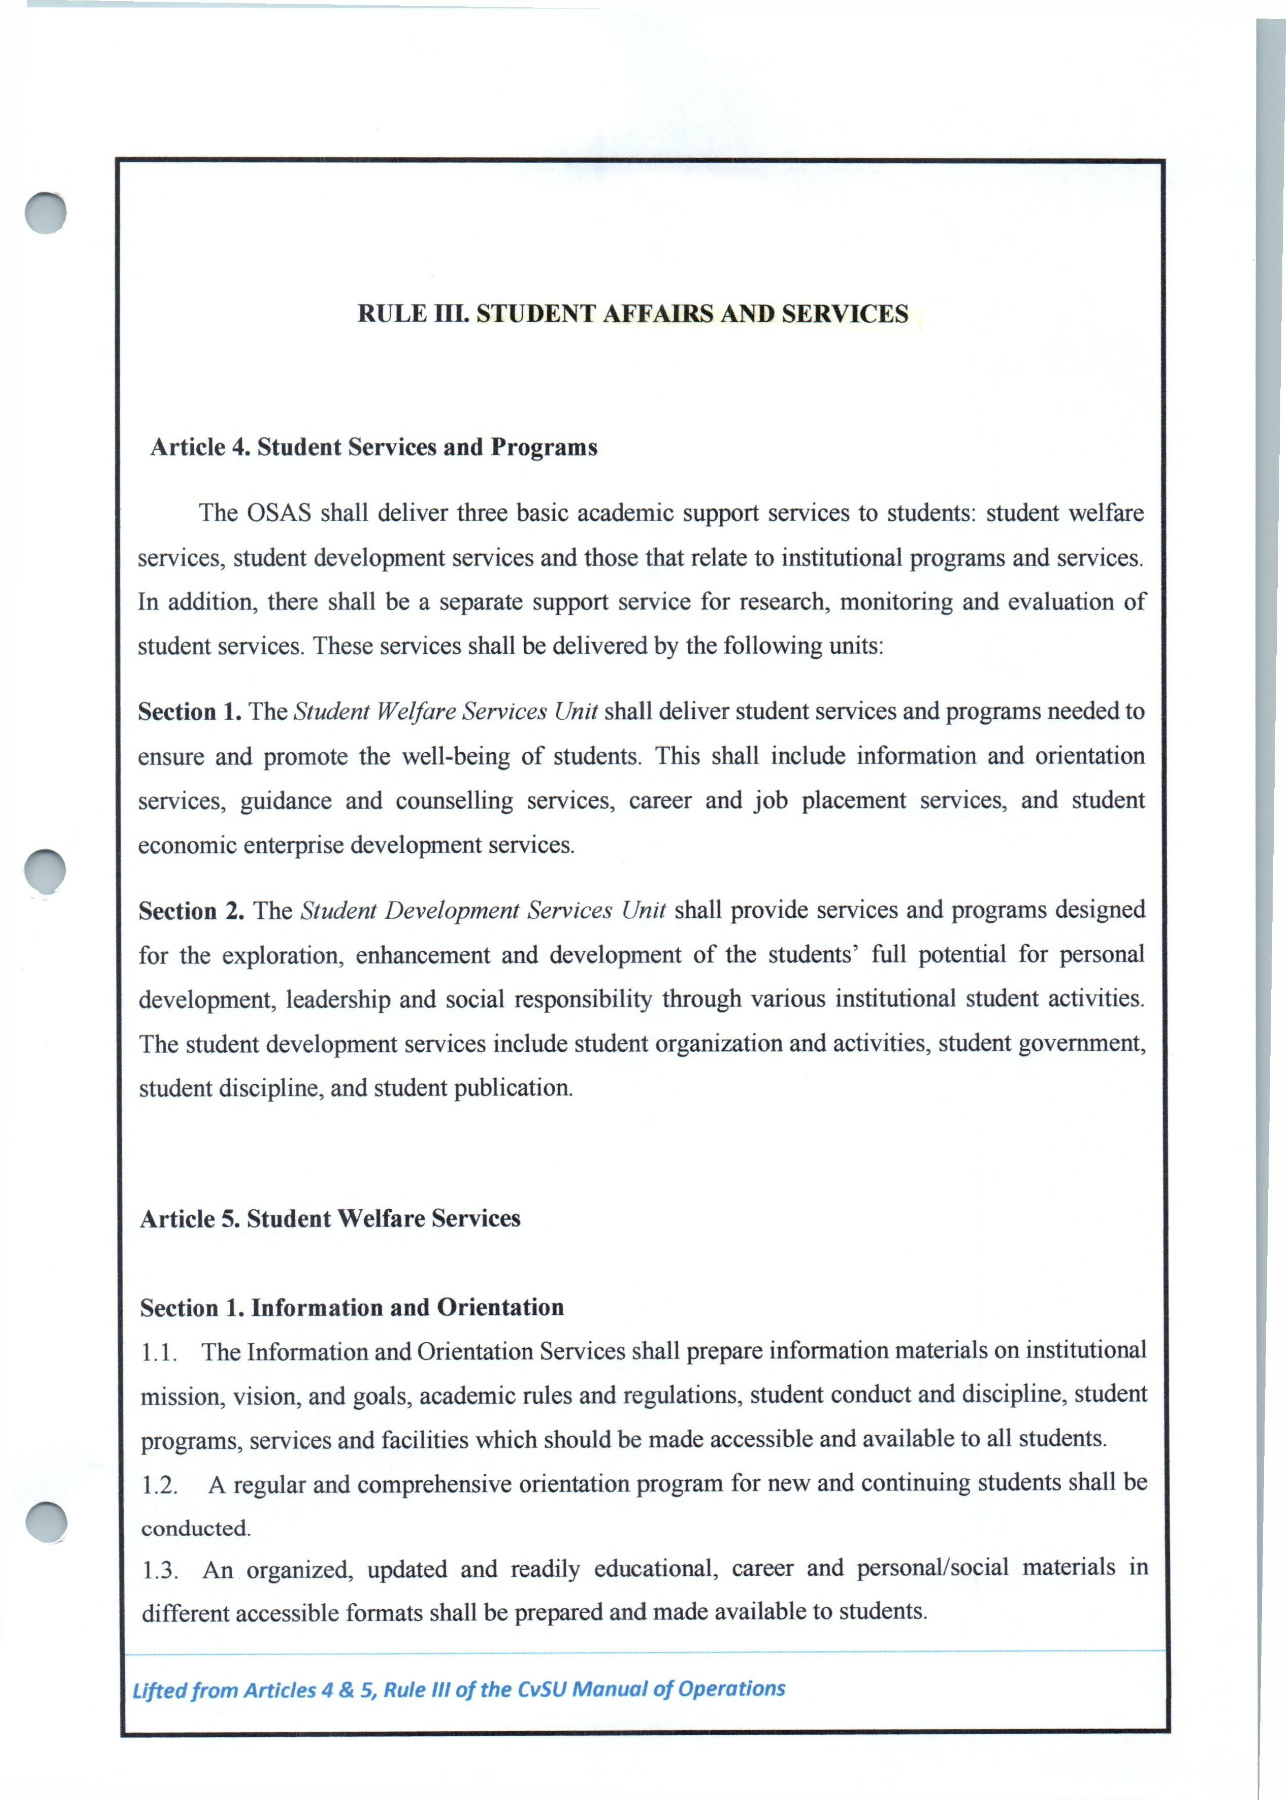 RULE III. STUDENT AFFAIRS AND SERVICES
Article 4. Student Services and Programs
The OSAS shall deliver three basic academic support services to students: student welfare
services, student development services and those that relate to institutional programs and services.
In addition, there shall be a separate support service for research, monitoring and evaluation of
student services. These services shall be delivered by the following units:
Section 1. The Student Welfare Services Unit shall deliver student services and programs needed to
ensure and promote the well-being of students. This shall include information and orientation
services, guidance and counselling services, career and job placement services, and student
economic enterprise development services.
Section 2. The Student Development Services Unit shall provide services and programs designed
for the exploration, enhancement and development of the students’ full potential for personal
development, leadership and social responsibility through various institutional student activities.
The student development services include student organization and activities, student government,
student discipline, and student publication.
Article 5. Student Welfare Services
Section 1. Information and Orientation
1.1. The Information and Orientation Services shall prepare information materials on institutional
mission, vision, and goals, academic rules and regulations, student conduct and discipline, student
programs, services and facilities which should be made accessible and available to all students.
1.2. A regular and comprehensive orientation program for new and continuing students shall be
conducted.
1.3. An organized, updated and readily educational, career and personal/social materials in
different accessible formats shall be prepared and made available to students.
Lifted from Articles 4 & 5, Rule III of the CvSU Manual of Operations